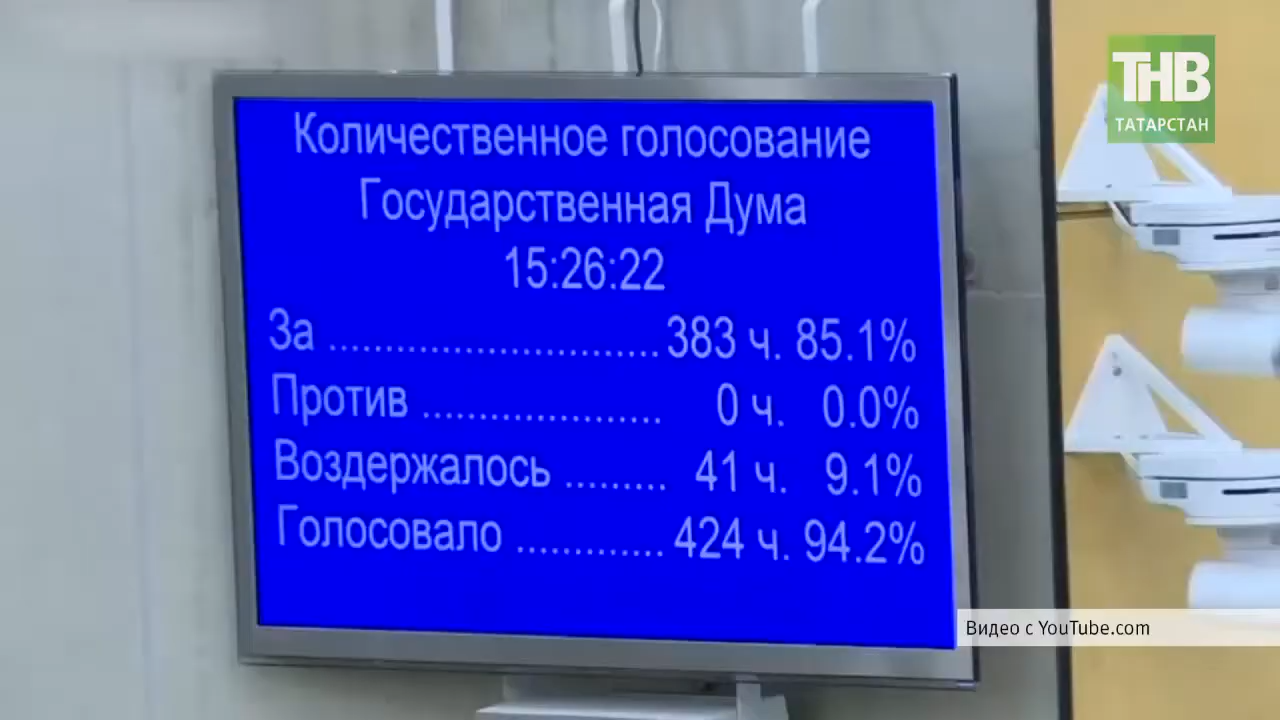 ТНВ
ТАТАРСТАН
Количественное голосование
Государственная Дума
15:26:22
За ........................... 383 ч. 85.1%
Против .................... 0 ч. 0.0%
Воздержалось ......... 41 ч. 9.1%
Голосовало ............. 424 ч. 94.2%
Видео с YouTube.com